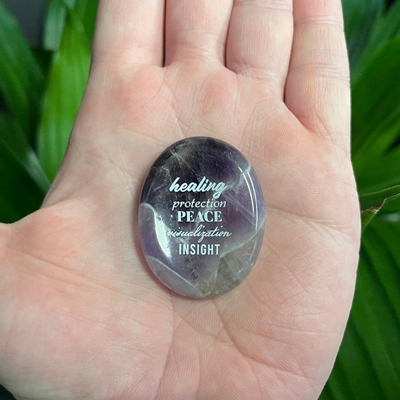 healing
protection
PEACE
visualization
INSIGHT